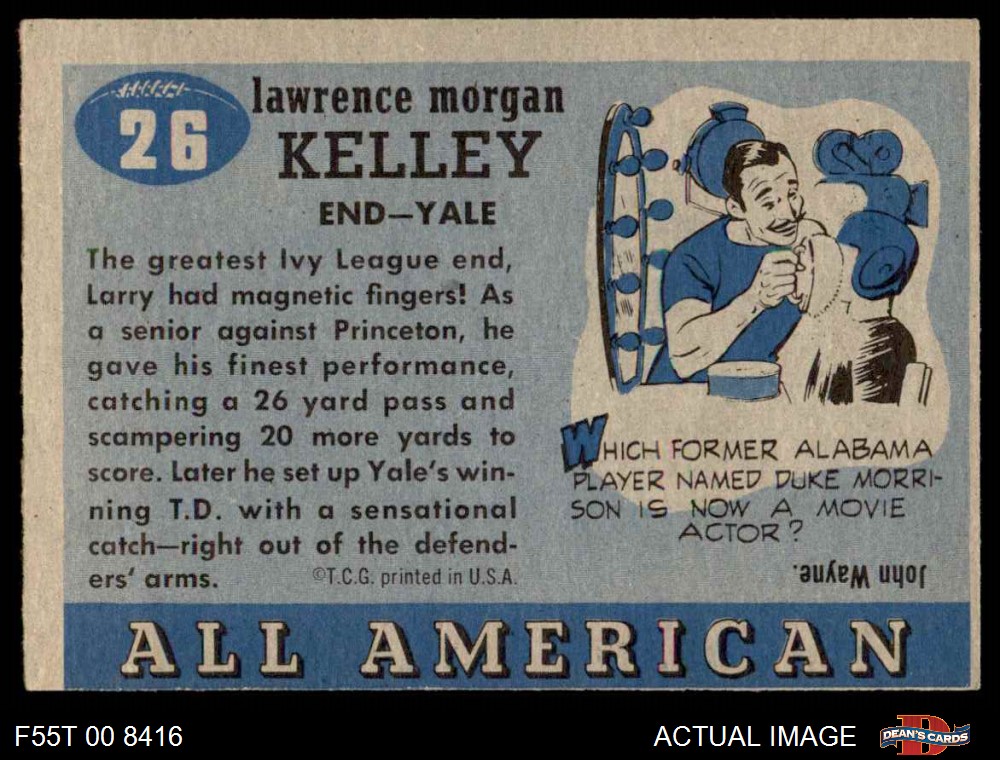 26
lawrence morgan
KELLEY
END—YALE
The greatest Ivy League end,
Larry had magnetic fingers! As
a senior against Princeton, he
gave his finest performance,
catching a 26 yard pass and
scampering 20 more yards to
score. Later he set up Yale's win-
ning T.D. with a sensational
catch—right out of the defend-
ers' arms.
©T.C.G. printed in U.S.A.
WHICH FORMER ALABAMA
PLAYER NAMED DUKE MORRI-
SON IS NOW A MOVIE
ACTOR?
John Wayne.
ALL AMERICAN
F55T 00 8416
ACTUAL IMAGE
D
DEAN'S CARDS